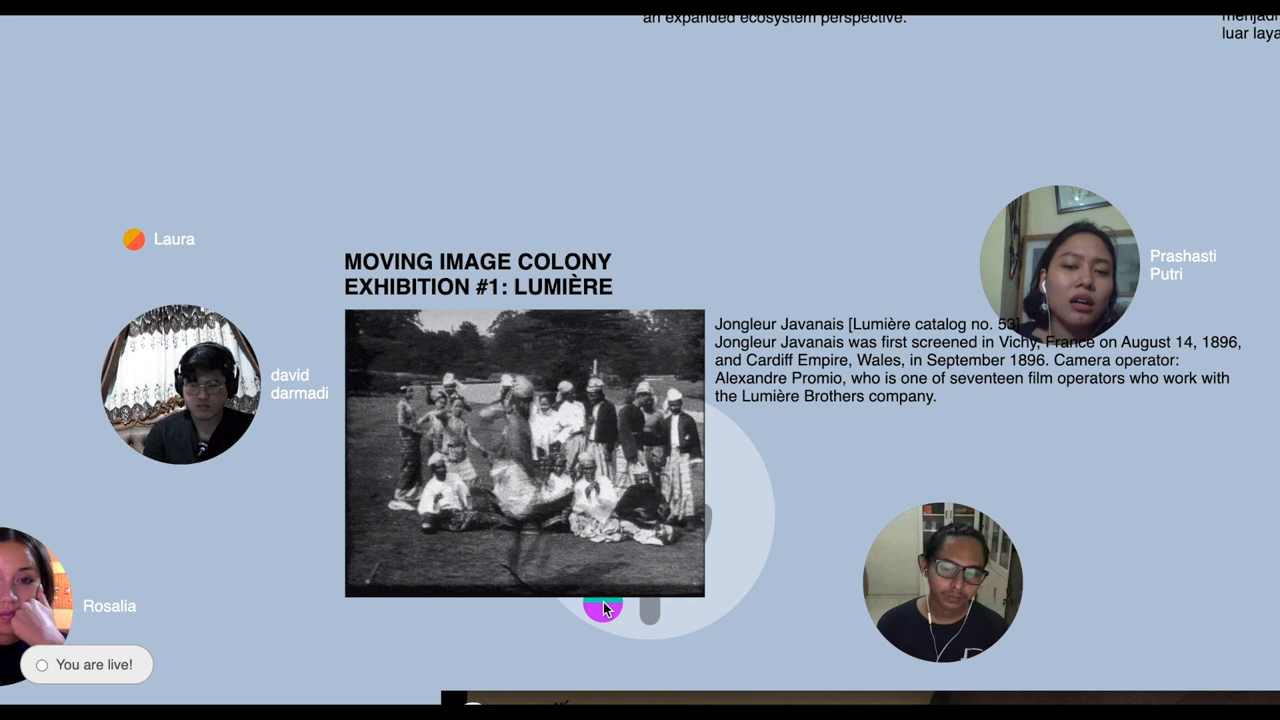 an expanded ecosystem perspective.
menjadi
luar laya
Laura
Prashasti
Putri
MOVING IMAGE COLONY
EXHIBITION #1: LUMIÈRE
Jongleur Javanais [Lumière catalog no. 53]
Jongleur Javanais was first screened in Vichy, France on August 14, 1896,
and Cardiff Empire, Wales, in September 1896. Camera operator:
Alexandre Promio, who is one of seventeen film operators who work with
the Lumière Brothers company.
david
darmadi
Rosalia
You are live!